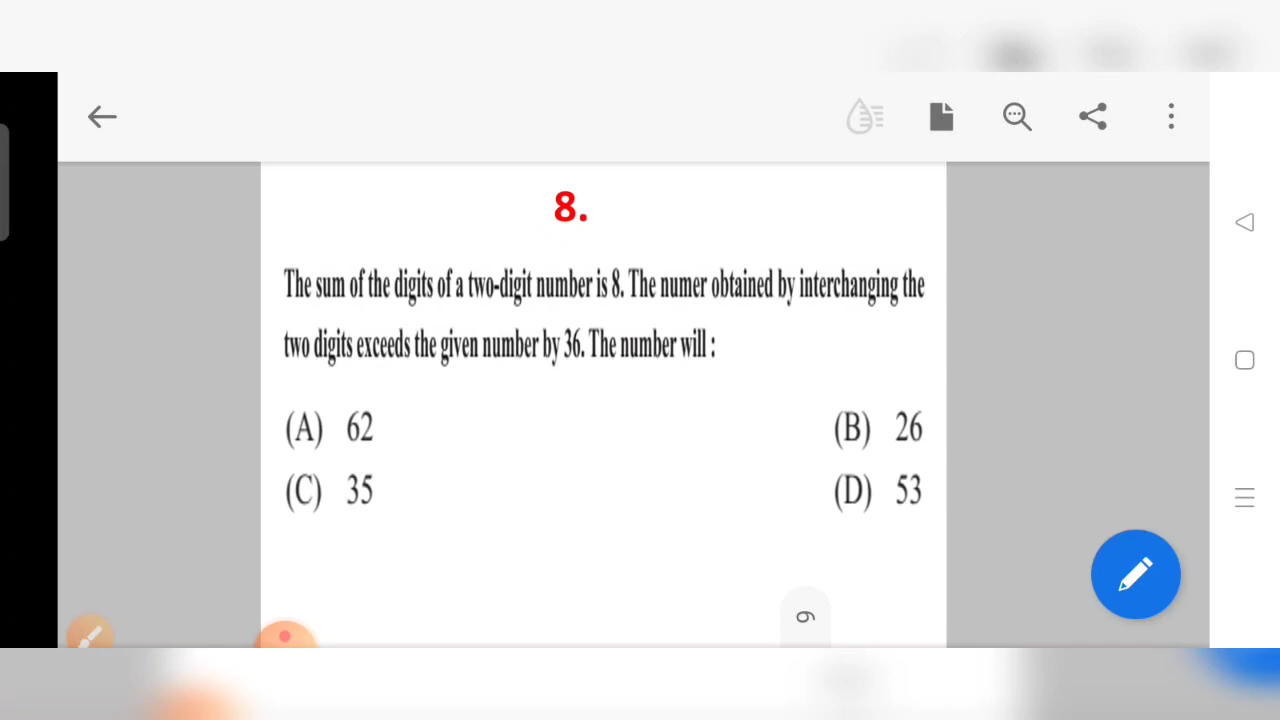 8.
The sum of the digits of a two-digit number is 8. The numer obtained by interchanging the
two digits exceeds the given number by 36. The number will :
(A) 62 (B) 26
(C) 35 (D) 53
6